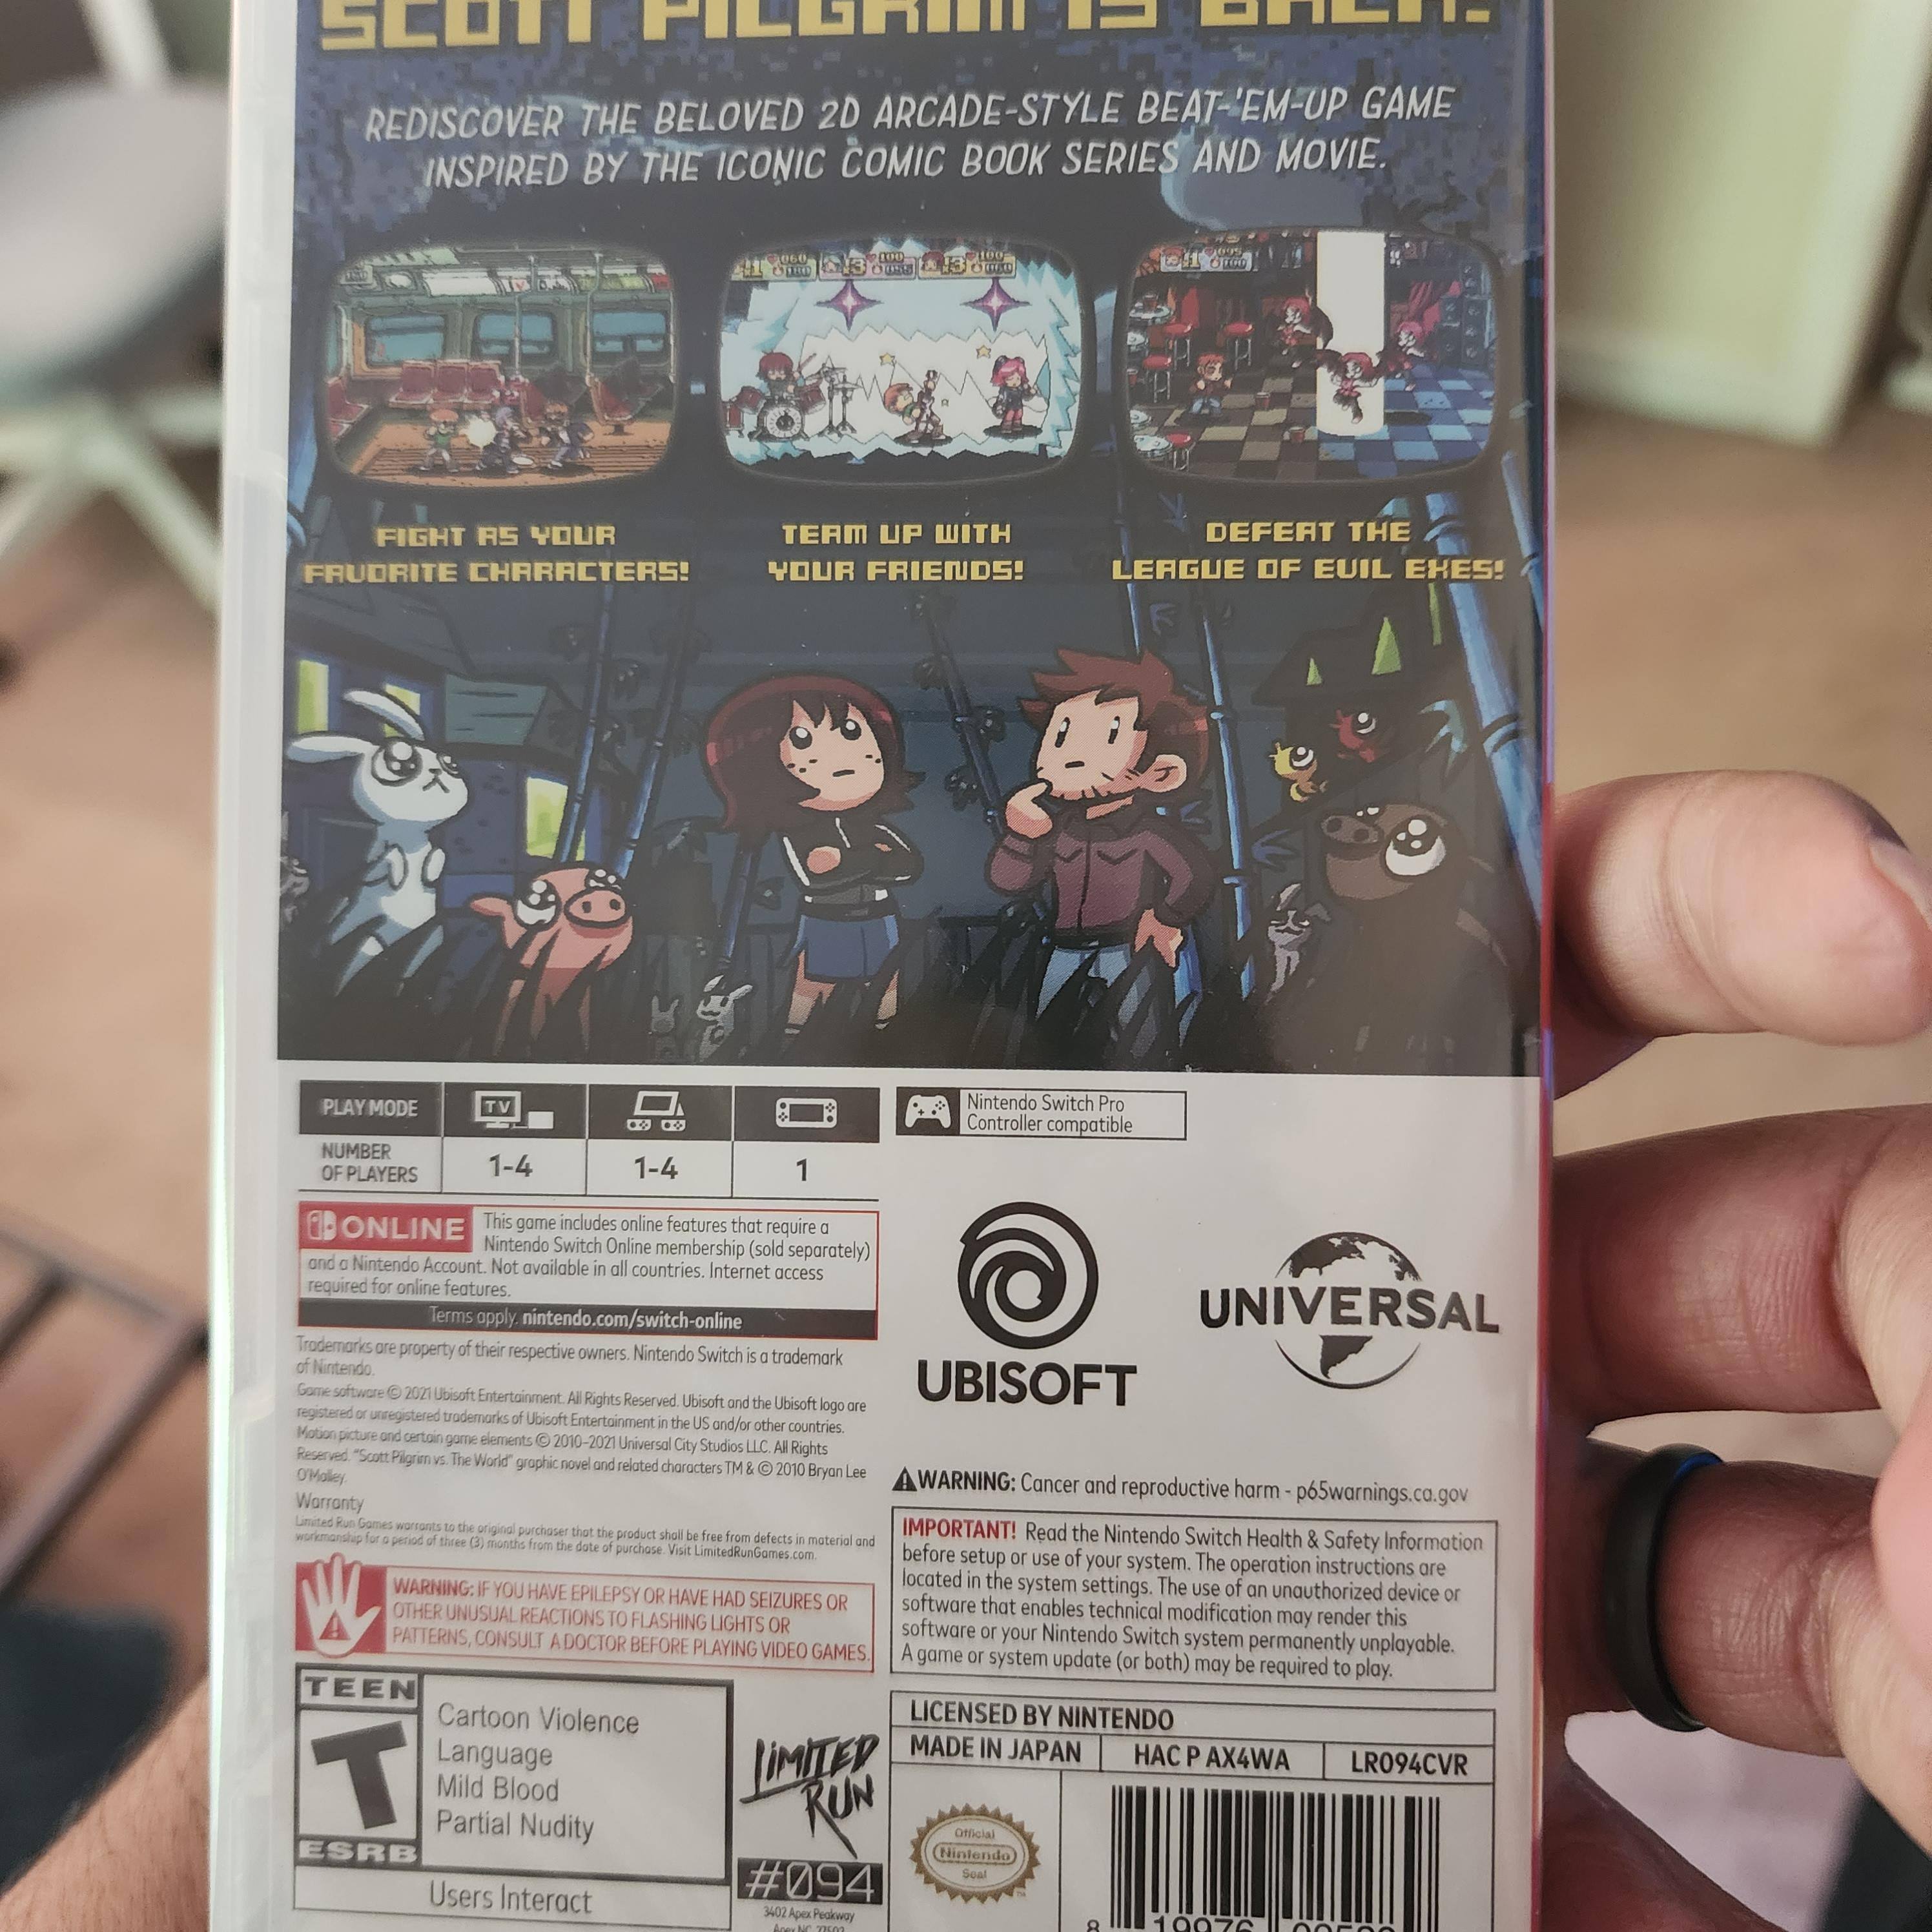 SCOTT PILGRIM IS BACK!
REDISCOVER THE BELOVED 2D ARCADE-STYLE BEAT-'EM-UP GAME
INSPIRED BY THE ICONIC COMIC BOOK SERIES AND MOVIE.
FIGHT AS YOUR
FAVORITE CHARACTERS!
TEAM UP WITH
YOUR FRIENDS!
DEFEAT THE
LEAGUE OF EVIL EXES!
PLAY MODE
TV
NUMBER
OF PLAYERS
1-4
1-4
1
Nintendo Switch Pro
Controller compatible
ONLINE
This game includes online features that require a
Nintendo Switch Online membership (sold separately)
and a Nintendo Account. Not available in all countries. Internet access
required for online features.
Terms apply. nintendo.com/switch-online
Trademarks are property of their respective owners. Nintendo Switch is a trademark
of Nintendo.
Game software © 2021 Ubisoft Entertainment. All Rights Reserved. Ubisoft and the Ubisoft logo are
registered or unregistered trademarks of Ubisoft Entertainment in the US and/or other countries.
Motion picture and certain game elements © 2010-2021 Universal City Studios LLC. All Rights
Reserved. "Scott Pilgrim vs. The World" graphic novel and related characters TM & © 2010 Bryan Lee
O'Malley.
Warranty
Limited Run Games warrants to the original purchaser that the product shall be free from defects in material and
workmanship for a period of three (3) months from the date of purchase. Visit LimitedRunGames.com.
WARNING: IF YOU HAVE EPILEPSY OR HAVE HAD SEIZURES OR
OTHER UNUSUAL REACTIONS TO FLASHING LIGHTS OR
PATTERNS, CONSULT A DOCTOR BEFORE PLAYING VIDEO GAMES.
TEEN
T
ESRB
Cartoon Violence
Language
Mild Blood
Partial Nudity
Users Interact
LIMITED
RUN
#094
3402 Apex Peakway
Apex NC, 27502
UBISOFT
UNIVERSAL
WARNING: Cancer and reproductive harm - p65warnings.ca.gov
IMPORTANT! Read the Nintendo Switch Health & Safety Information
before setup or use of your system. The operation instructions are
located in the system settings. The use of an unauthorized device or
software that enables technical modification may render this
software or your Nintendo Switch system permanently unplayable.
A game or system update (or both) may be required to play.
LICENSED BY NINTENDO
MADE IN JAPAN
HAC P AX4WA
LR094CVR
Official
Nintendo
Seal
8 19976